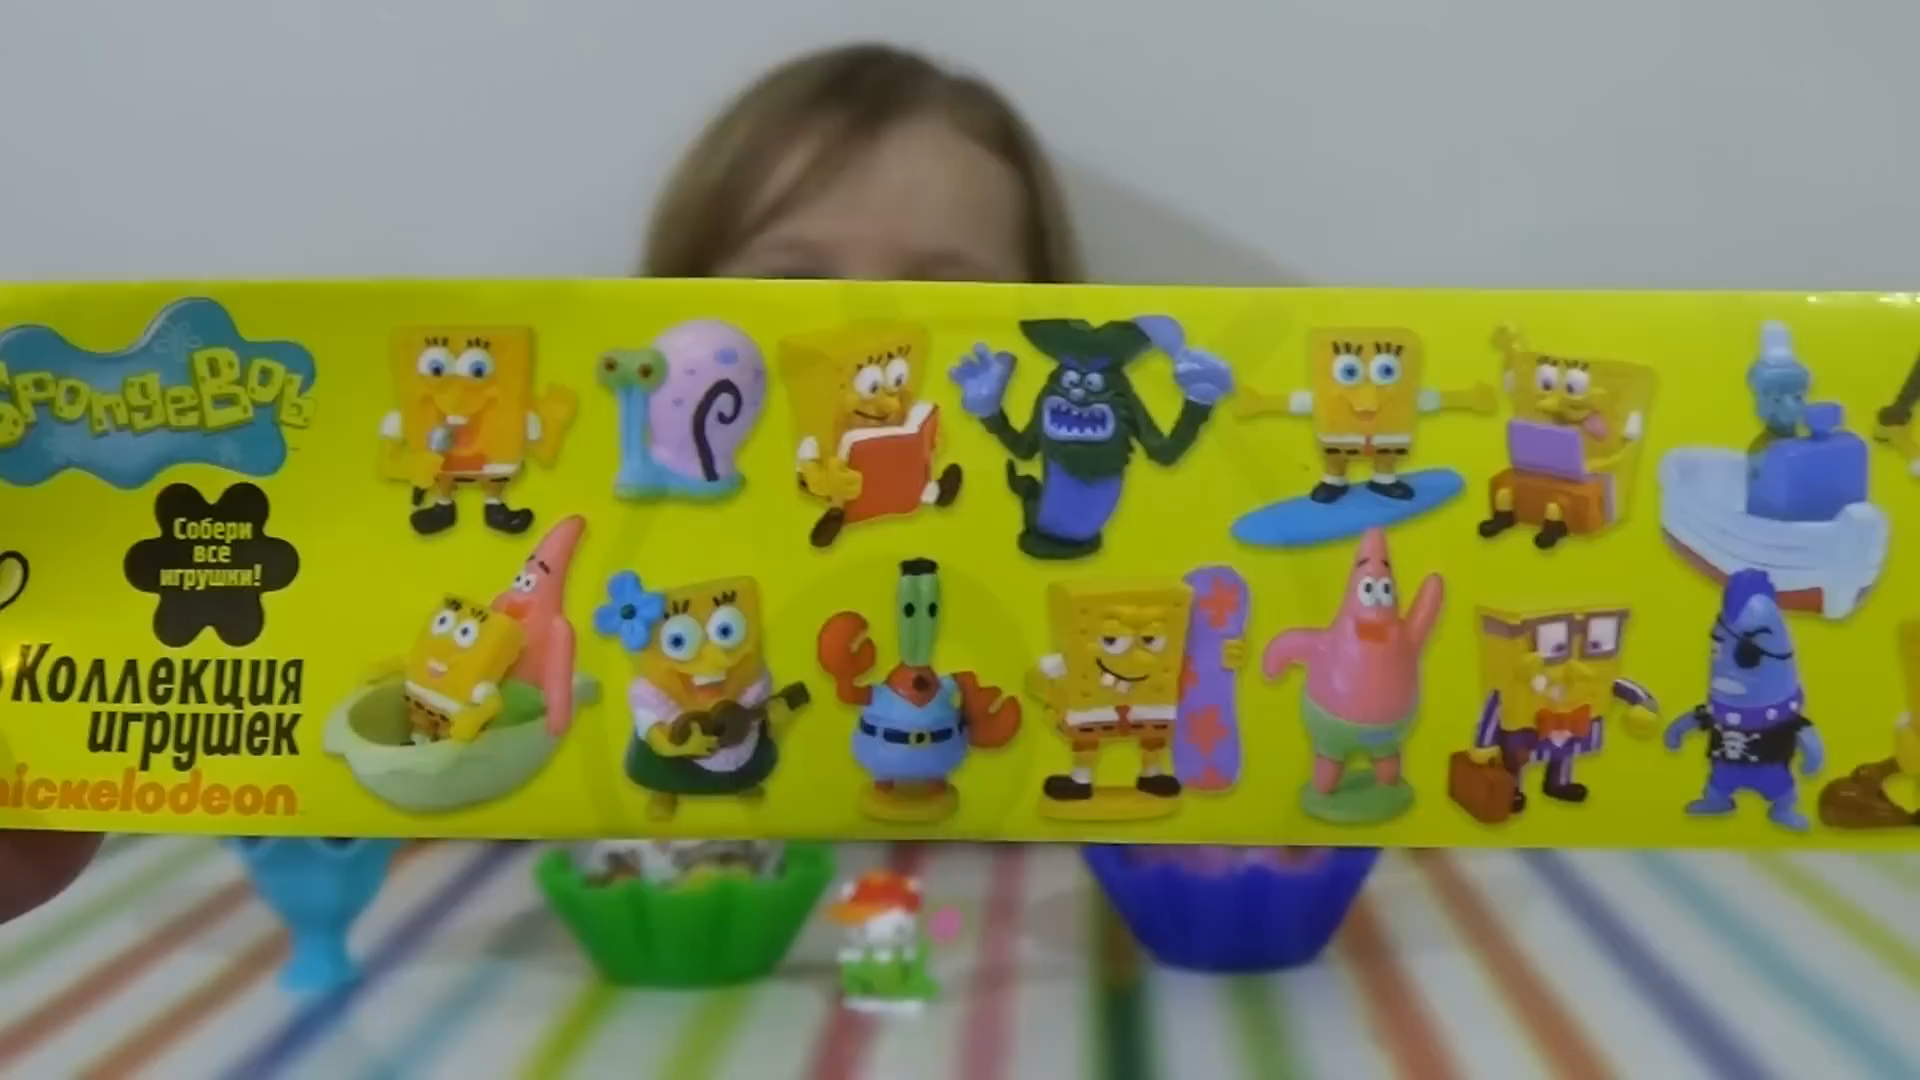 SpongeBob
Собери
все
игрушки!
Коллекция
игрушек
nickelodeon